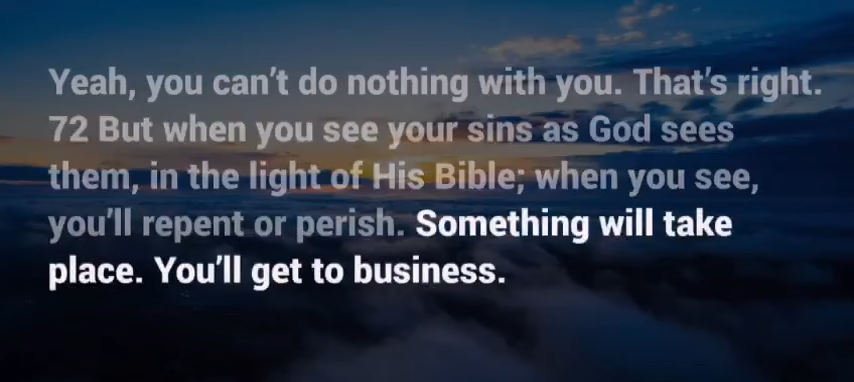 Yeah, you can't do nothing with you. That's right.
72 But when you see your sins as God sees
them, in the light of His Bible; when you see,
you'll repent or perish. Something will take
place. You'll get to business.